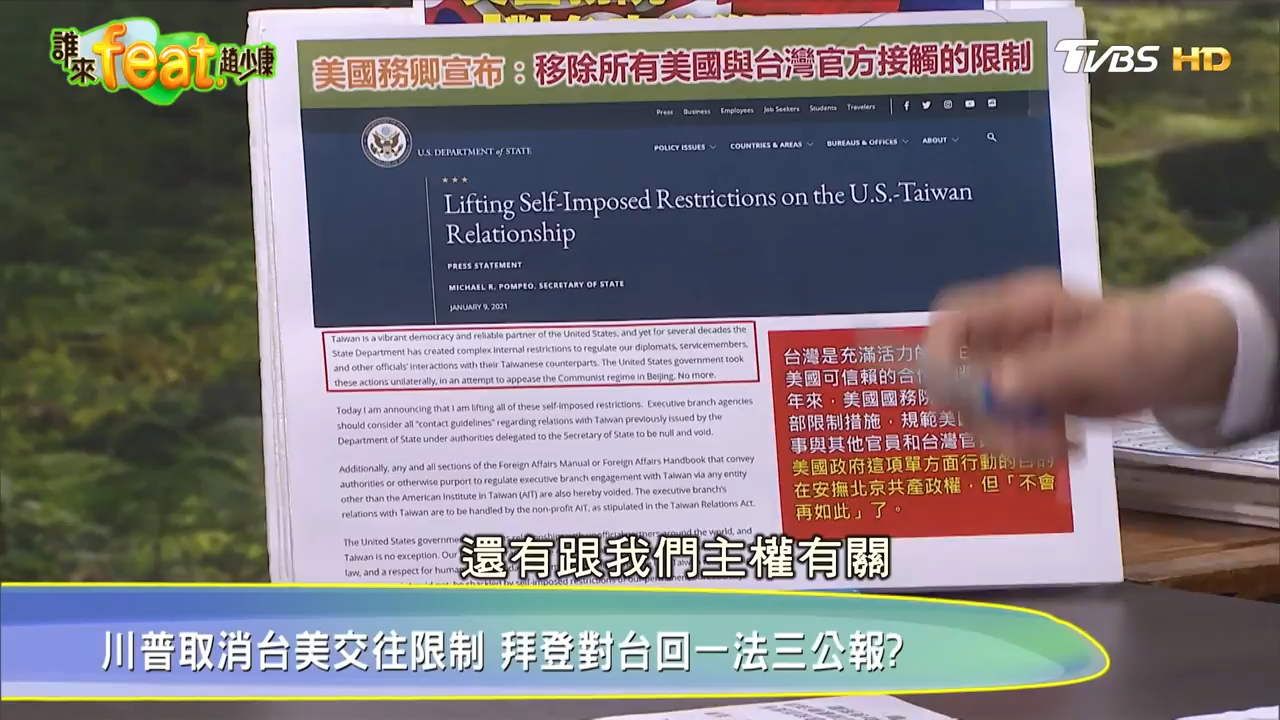 誰來feat.趙少康
TVBS HD
美國務卿宣布：移除所有美國與台灣官方接觸的限制
Press Business Employees Job Seekers Students Travelers
U.S. DEPARTMENT of STATE
POLICY ISSUES COUNTRIES & AREAS BUREAUS & OFFICES ABOUT
Lifting Self-Imposed Restrictions on the U.S.-Taiwan
Relationship
PRESS STATEMENT
MICHAEL R. POMPEO, SECRETARY OF STATE
JANUARY 9, 2021
Taiwan is a vibrant democracy and reliable partner of the United States, and yet for several decades the
State Department has created complex internal restrictions to regulate our diplomats, servicemembers,
and other officials' interactions with their Taiwanese counterparts. The United States government took
these actions unilaterally, in an attempt to appease the Communist regime in Beijing. No more.
Today I am announcing that I am lifting all of these self-imposed restrictions. Executive branch agencies
should consider all "contact guidelines" regarding relations with Taiwan previously issued by the
Department of State under authorities delegated to the Secretary of State to be null and void.
Additionally, any and all sections of the Foreign Affairs Manual or Foreign Affairs Handbook that convey
authorities or otherwise purport to regulate executive branch engagement with Taiwan via any entity
other than the American Institute in Taiwan (AIT) are also hereby voided. The executive branch's
relations with Taiwan are to be handled by the non-profit AIT, as stipulated in the Taiwan Relations Act.
The United States the world, and
Taiwan is no exception. Our
law, and a respect for
台灣是充滿活力的
美國可信賴的合
年來，美國國務院
部限制措施，規範美
事與其他官員和台灣官
美國政府這項單方面行動的目的
在安撫北京共產政權，但「不會
再如此」了。
還有跟我們主權有關
川普取消台美交往限制 拜登對台回一法三公報?